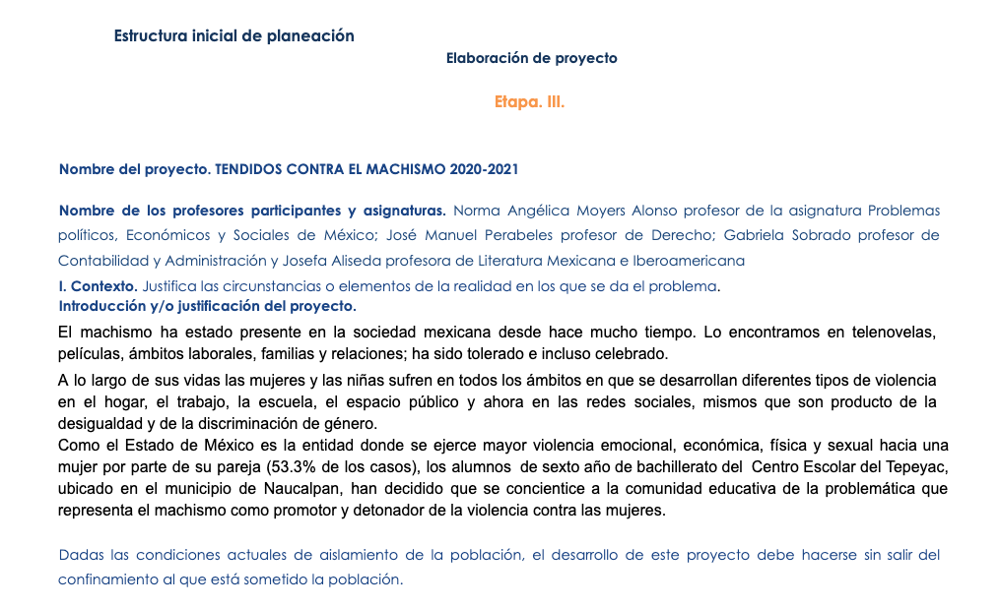 Estructura inicial de planeación
Elaboración de proyecto
Etapa. III.
Nombre del proyecto. TENDIDOS CONTRA EL MACHISMO 2020-2021
Nombre de los profesores participantes y asignaturas. Norma Angélica Moyers Alonso profesor de la asignatura Problemas
políticos, Económicos y Sociales de México; José Manuel Perabeles profesor de Derecho; Gabriela Sobrado profesor de
Contabilidad y Administración y Josefa Aliseda profesora de Literatura Mexicana e Iberoamericana
I. Contexto. Justifica las circunstancias o elementos de la realidad en los que se da el problema.
Introducción y/o justificación del proyecto.
El machismo ha estado presente en la sociedad mexicana desde hace mucho tiempo. Lo encontramos en telenovelas,
películas, ámbitos laborales, familias y relaciones; ha sido tolerado e incluso celebrado.
A lo largo de sus vidas las mujeres y las niñas sufren en todos los ámbitos en que se desarrollan diferentes tipos de violencia
en el hogar, el trabajo, la escuela, el espacio público y ahora en las redes sociales, mismos que son producto de la
desigualdad y de la discriminación de género.
Como el Estado de México es la entidad donde se ejerce mayor violencia emocional, económica, física y sexual hacia una
mujer por parte de su pareja (53.3% de los casos), los alumnos de sexto año de bachillerato del Centro Escolar del Tepeyac,
ubicado en el municipio de Naucalpan, han decidido que se concientice a la comunidad educativa de la problemática que
representa el machismo como promotor y detonador de la violencia contra las mujeres.
Dadas las condiciones actuales de aislamiento de la población, el desarrollo de este proyecto debe hacerse sin salir del
confinamiento al que está sometido la población.